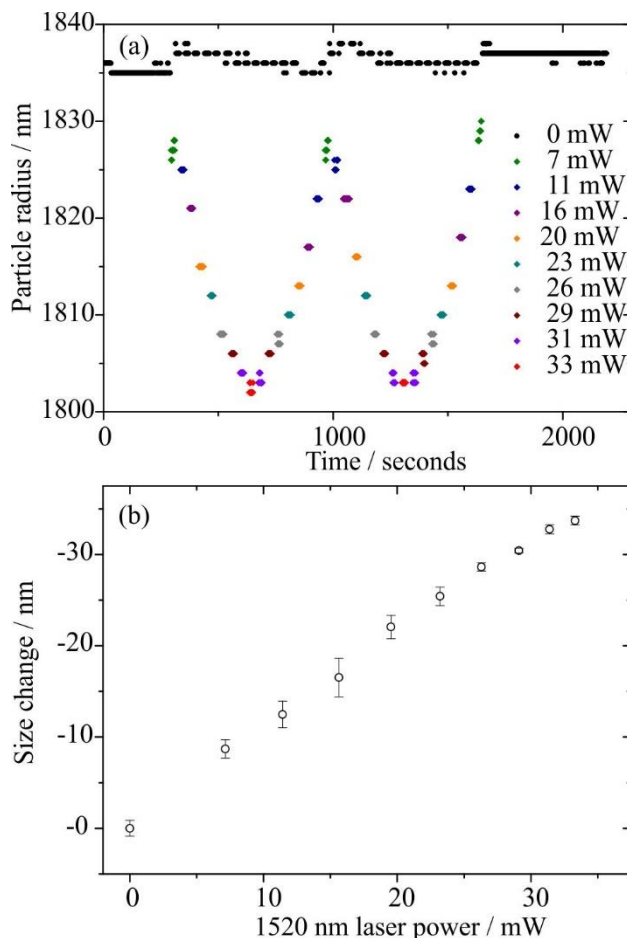 (a)
Particle radius / nm
1840
1830
1820
1810
1800
0 mW
7 mW
11 mW
16 mW
20 mW
23 mW
26 mW
29 mW
31 mW
33 mW
0
1000
2000
Time / seconds
(b)
Size change / nm
-30
-20
-10
-0
0
10
20
30
1520 nm laser power / mW